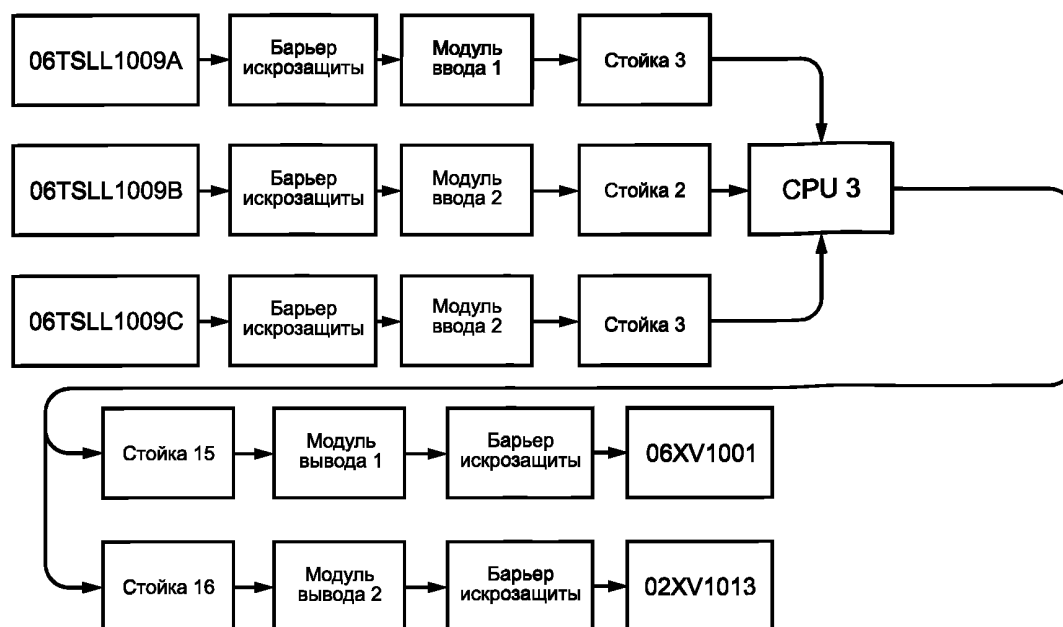 06TSLL1009A
Барьер
искрозащиты
Модуль
ввода 1
Стойка 3
06TSLL1009B
Барьер
искрозащиты
Модуль
ввода 2
Стойка 2
CPU 3
06TSLL1009C
Барьер
искрозащиты
Модуль
ввода 2
Стойка 3
Стойка 15
Модуль
вывода 1
Барьер
искрозащиты
06XV1001
Стойка 16
Модуль
вывода 2
Барьер
искрозащиты
02XV1013